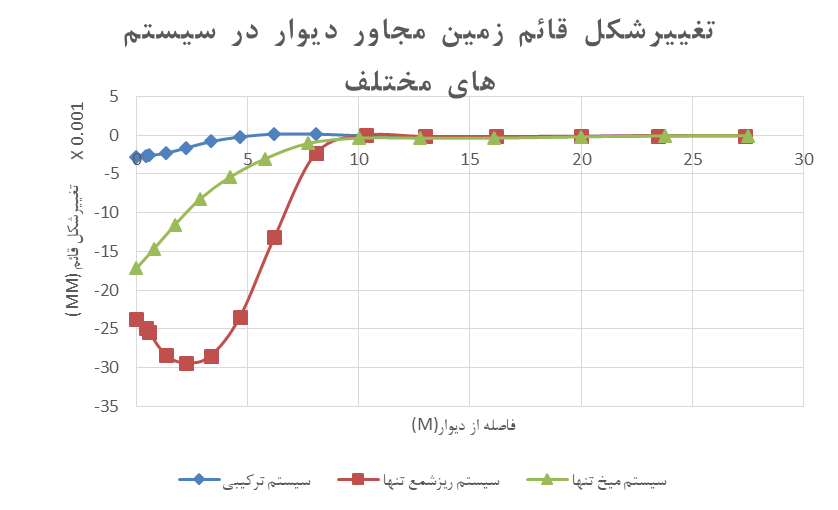 تغییرشکل قائم زمین مجاور دیوار در سیستم
های مختلف
X 0.001
تغییرشکل قائم (MM)
5
0
-5
-10
-15
-20
-25
-30
-35
0
5
10
15
20
25
30
فاصله از دیوار(M)
سیستم ترکیبی
سیستم ریزشمع تنها
سیستم میخ تنها